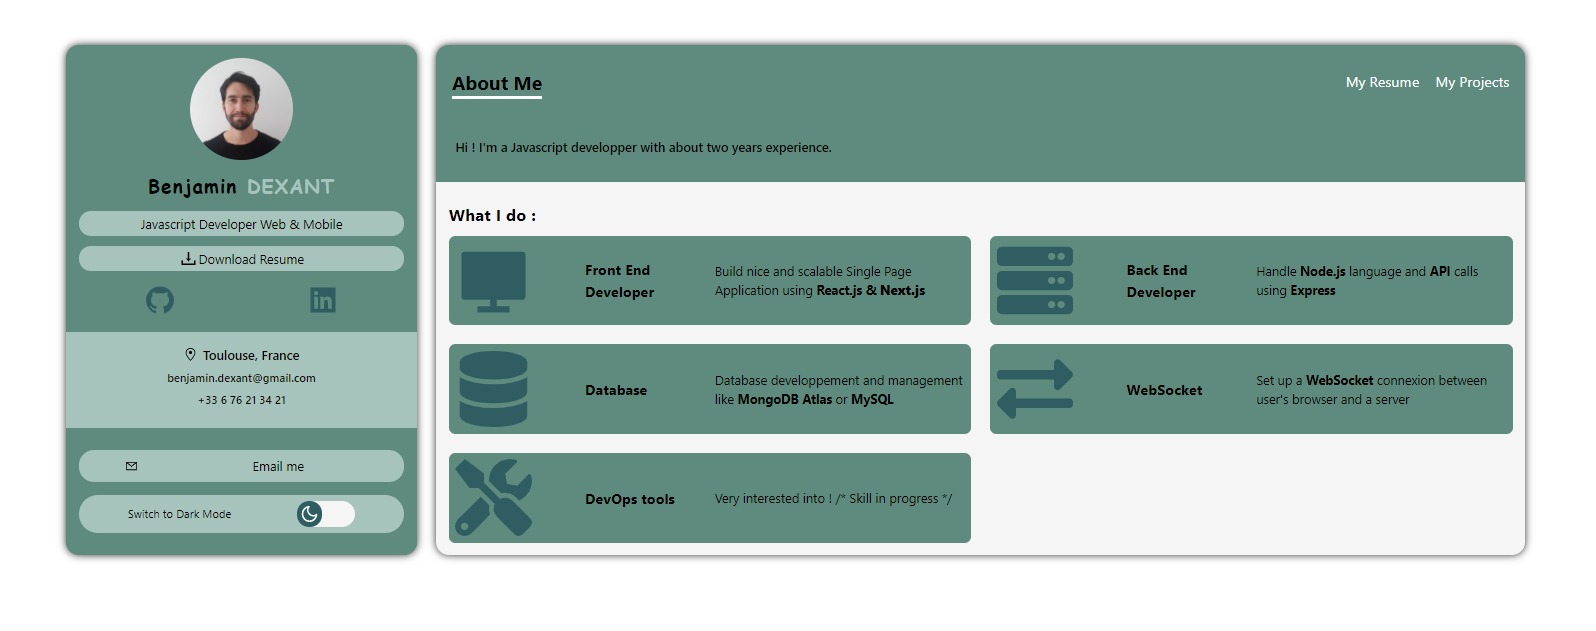 Benjamin DEXANT
Javascript Developer Web & Mobile
Download Resume
Toulouse, France
benjamin.dexant@gmail.com
+33 6 76 21 34 21
Email me
Switch to Dark Mode
About Me
My Resume
My Projects
Hi ! I'm a Javascript developper with about two years experience.
What I do :
Front End
Developer
Build nice and scalable Single Page
Application using React.js & Next.js
Back End
Developer
Handle Node.js language and API calls
using Express
Database
Database developpement and management
like MongoDB Atlas or MySQL
WebSocket
Set up a WebSocket connexion between
user's browser and a server
DevOps tools
Very interested into ! /* Skill in progress */